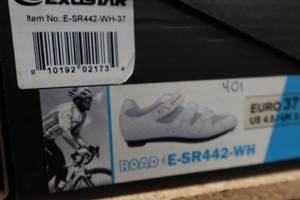 EXUSTAR
Item No.:E-SR442-WH-37
8 10192 02173 4
401
EURO 37
US 4.5
ROAD E-SR442-WH